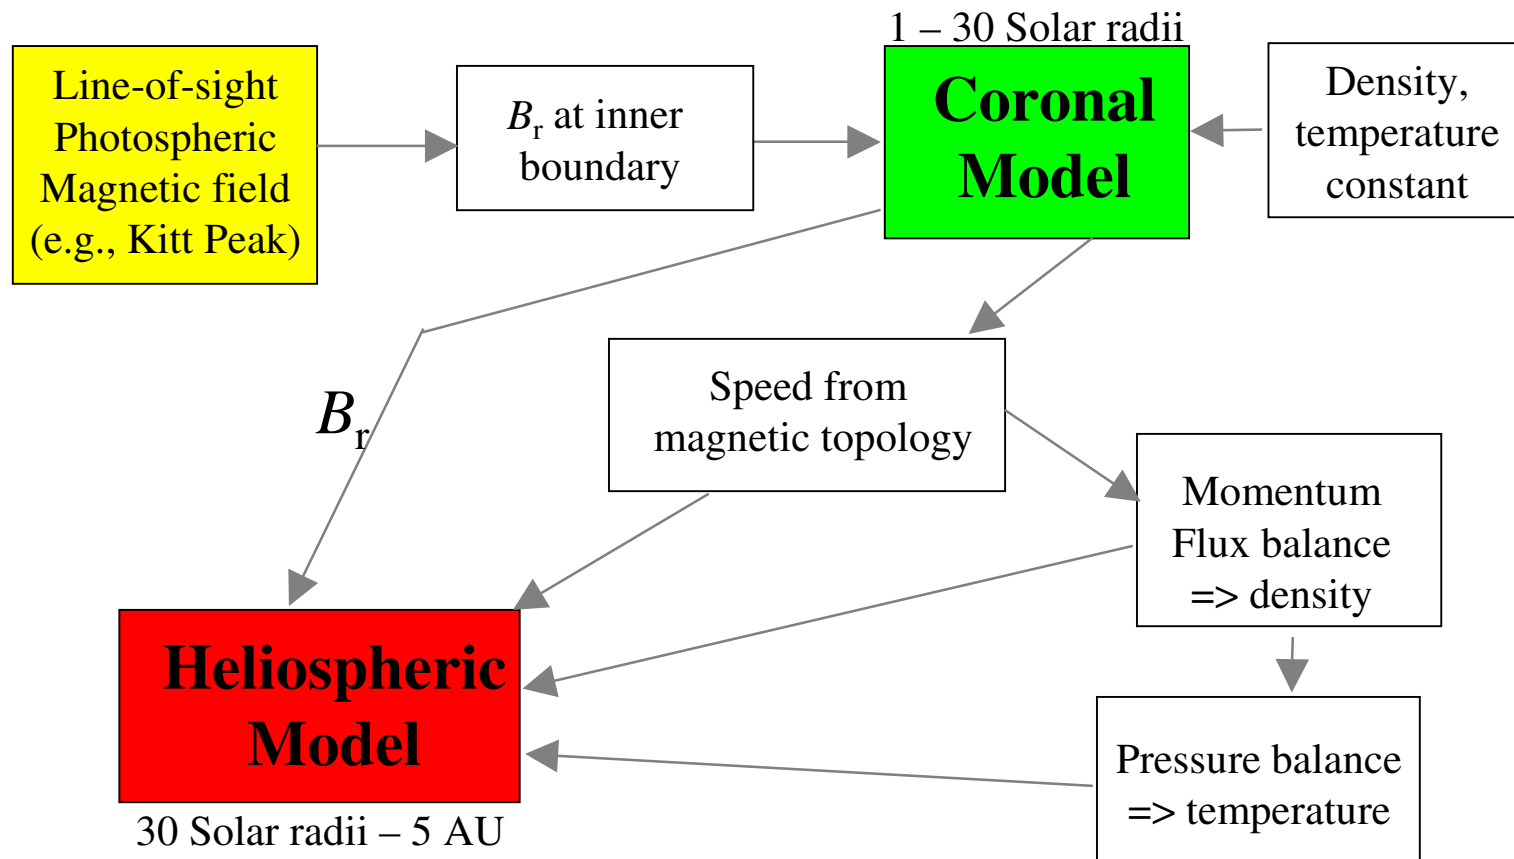 1 – 30 Solar radii
Line-of-sight
Photospheric
Magnetic field
(e.g., Kitt Peak)
Br at inner
boundary
Coronal
Model
Density,
temperature
constant
Br
Speed from
magnetic topology
Momentum
Flux balance
=> density
Heliospheric
Model
30 Solar radii – 5 AU
Pressure balance
=> temperature